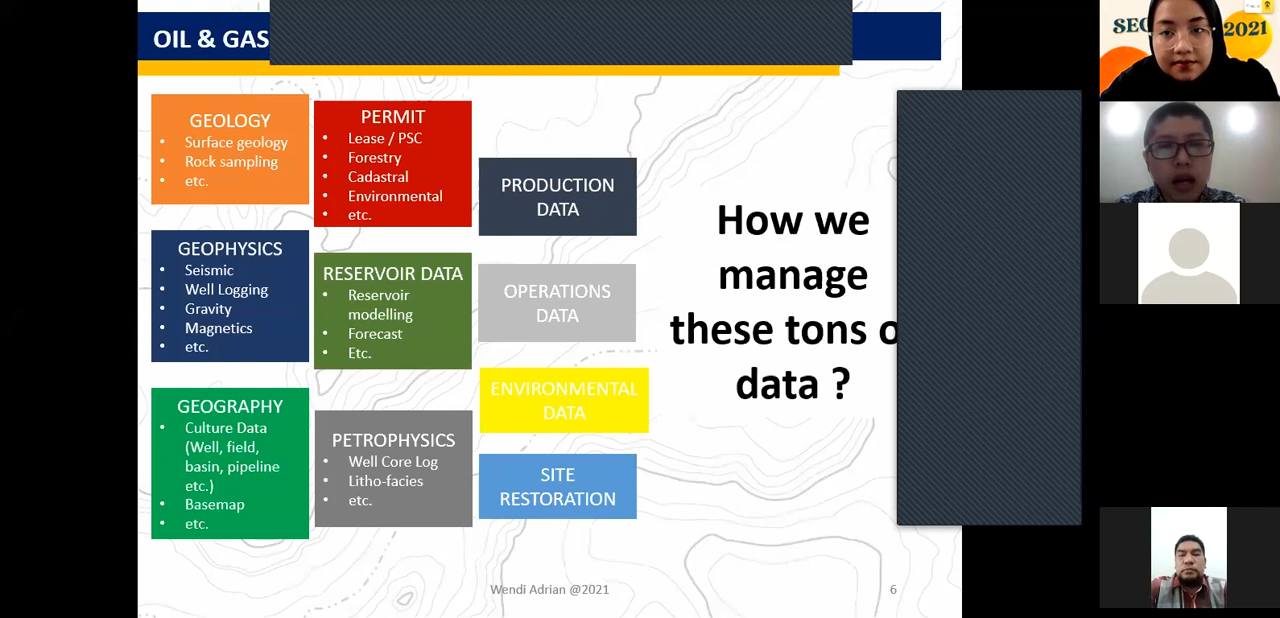 OIL & GAS
GEOLOGY
• Surface geology
• Rock sampling
• etc.
GEOPHYSICS
• Seismic
• Well Logging
• Gravity
• Magnetics
• etc.
GEOGRAPHY
• Culture Data
(Well, field,
basin, pipeline
etc.)
• Basemap
• etc.
PERMIT
• Lease / PSC
• Forestry
• Cadastral
• Environmental
• etc.
RESERVOIR DATA
• Reservoir
modelling
• Forecast
• Etc.
PETROPHYSICS
• Well Core Log
• Litho-facies
• etc.
PRODUCTION
DATA
OPERATIONS
DATA
ENVIRONMENTAL
DATA
SITE
RESTORATION
How we
manage
these tons
data ?
Wendi Adrian @2021
6
2021